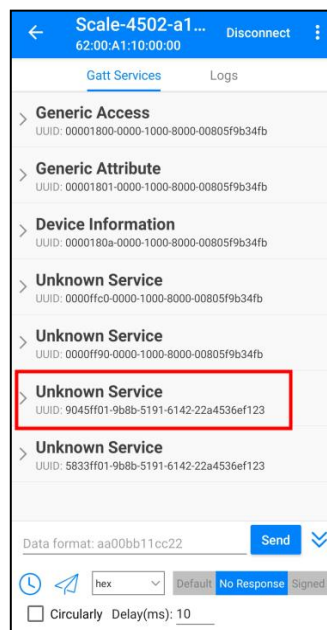 Scale-4502-a1...
Disconnect
62:00:A1:10:00:00
Gatt Services
Logs
Generic Access
UUID: 00001800-0000-1000-8000-00805f9b34fb
Generic Attribute
UUID: 00001801-0000-1000-8000-00805f9b34fb
Device Information
UUID: 0000180a-0000-1000-8000-00805f9b34fb
Unknown Service
UUID: 0000ffc0-0000-1000-8000-00805f9b34fb
Unknown Service
UUID: 0000ff90-0000-1000-8000-00805f9b34fb
Unknown Service
UUID: 9045ff01-9b8b-5191-6142-22a4536ef123
Unknown Service
UUID: 5833ff01-9b8b-5191-6142-22a4536ef123
Data format: aa00bb11cc22
Send
hex
Default
No Response
Signed
Circularly Delay(ms): 10